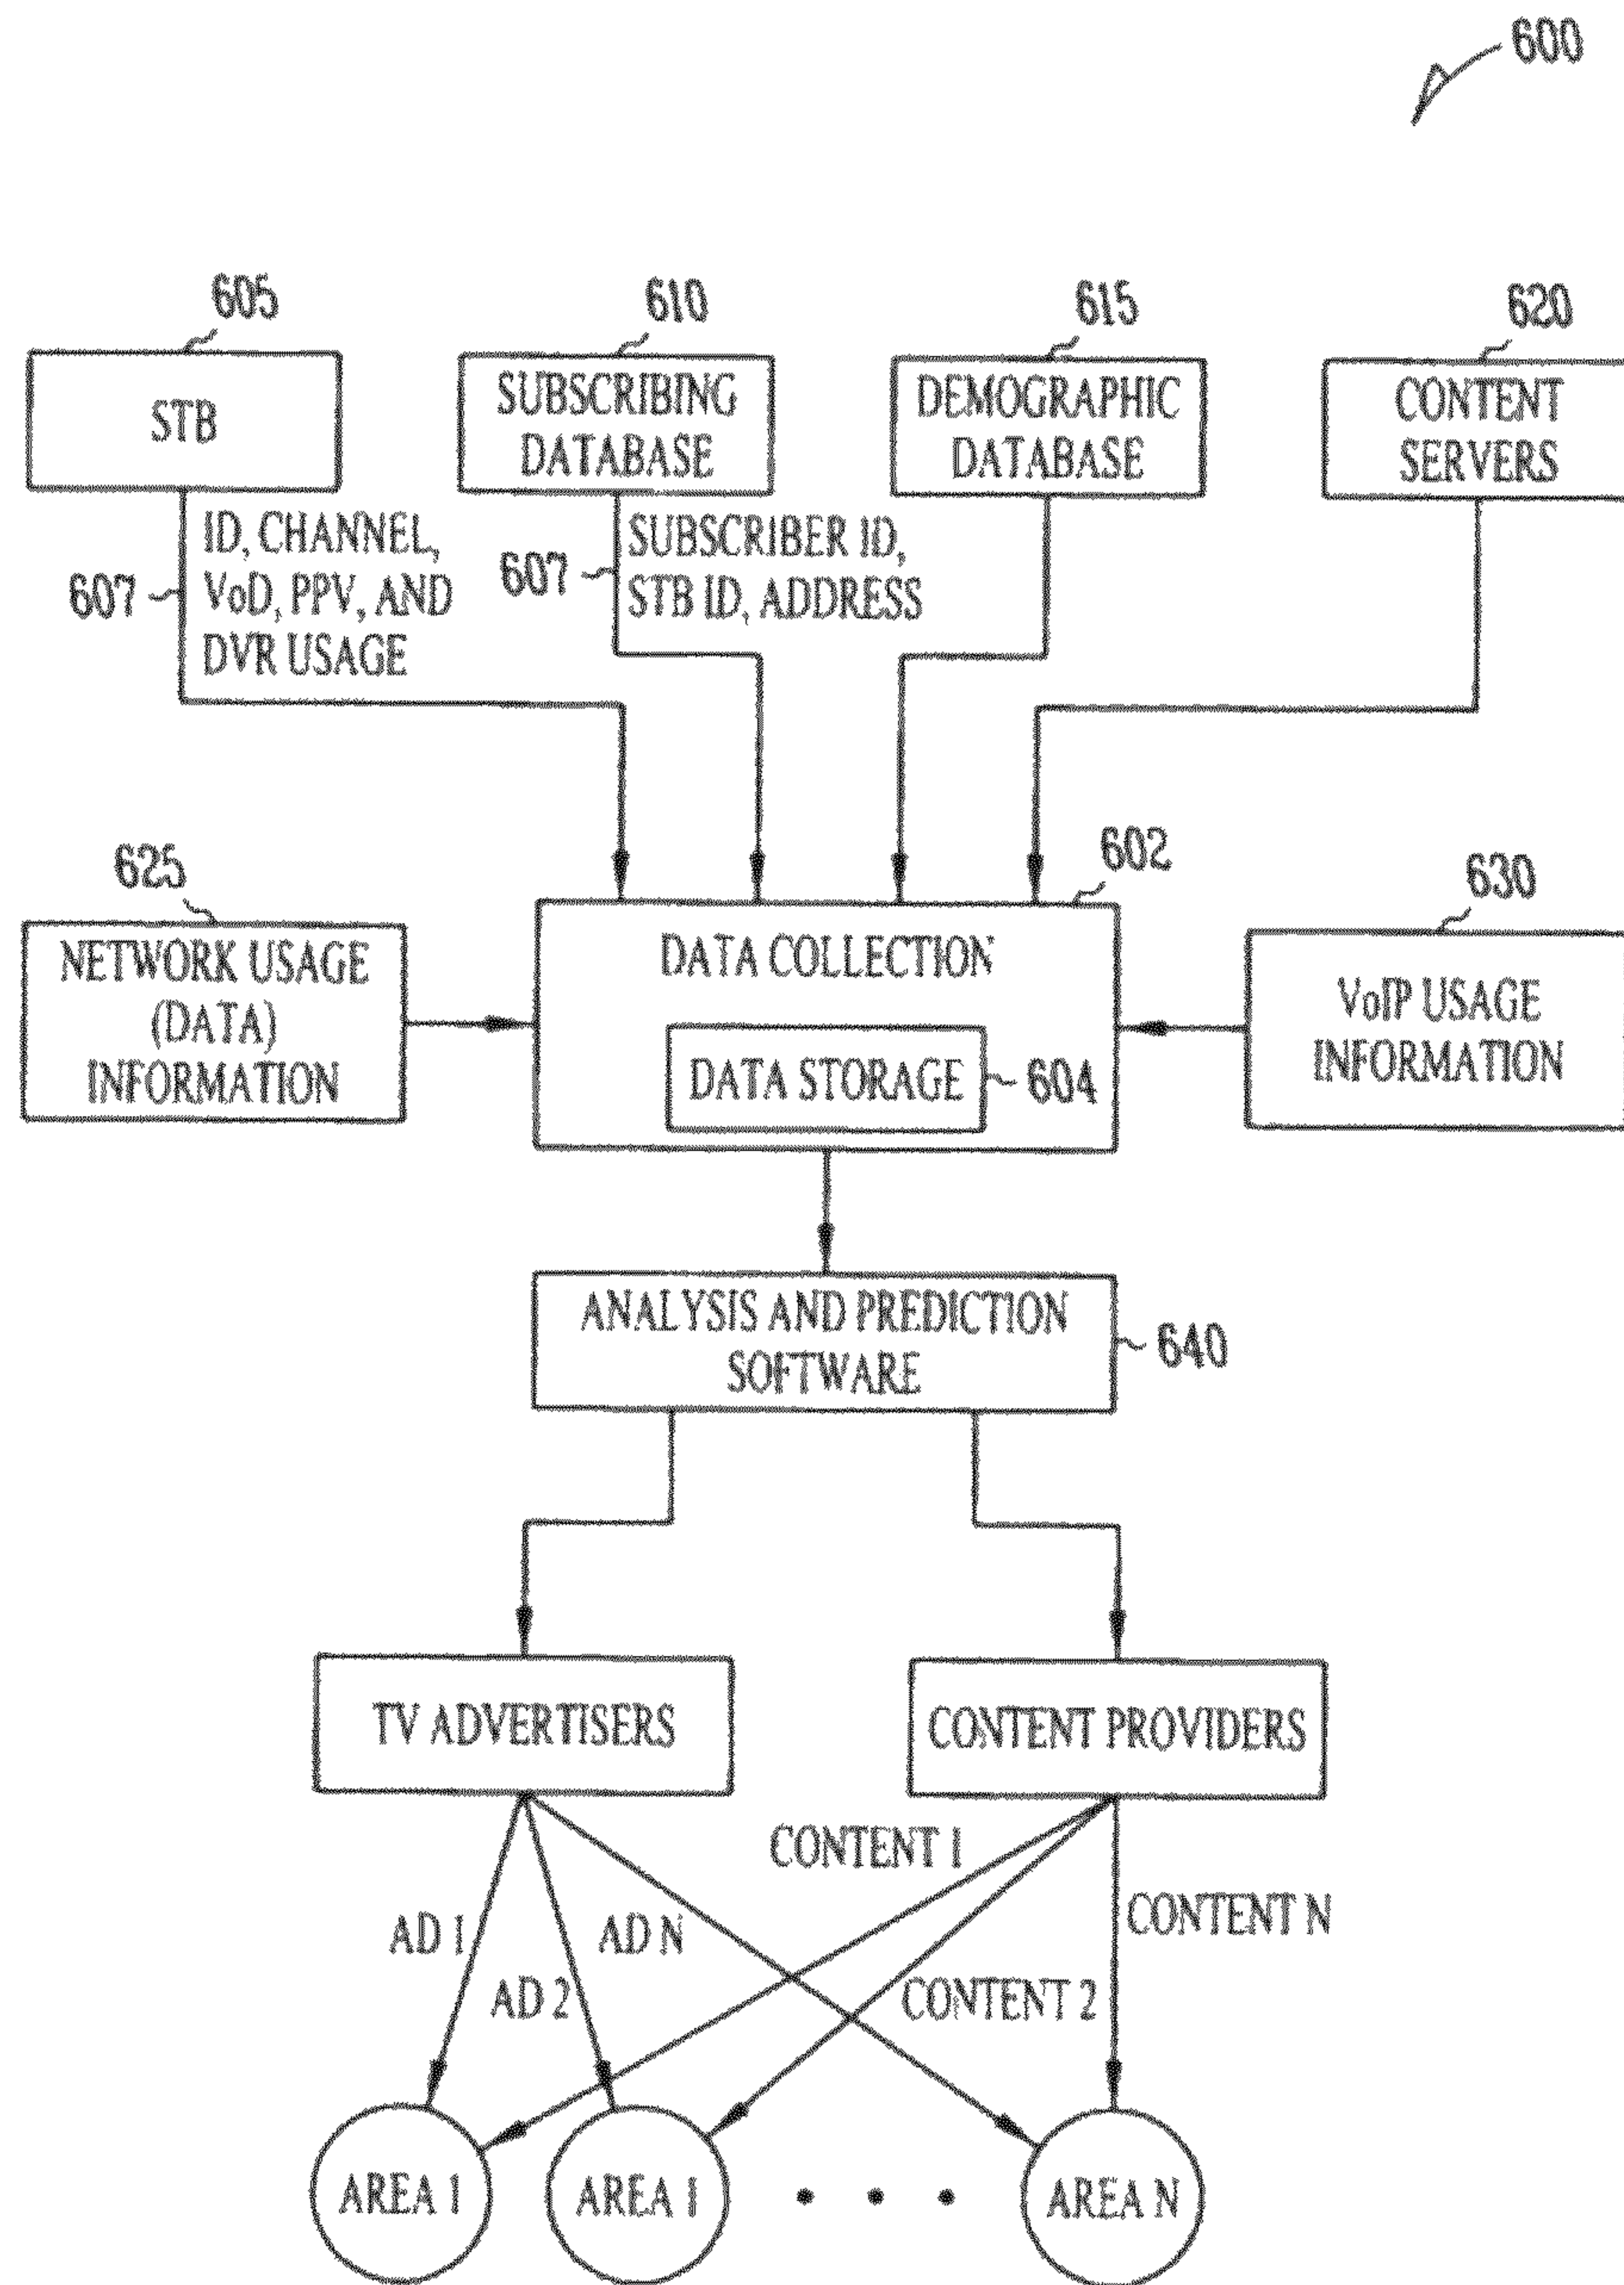 600
605
610
615
620
STB
SUBSCRIBING
DATABASE
DEMOGRAPHIC
DATABASE
CONTENT
SERVERS
607
ID, CHANNEL,
VoD, PPV, AND
DVR USAGE
607
SUBSCRIBER ID,
STB ID, ADDRESS
625
602
630
NETWORK USAGE
(DATA)
INFORMATION
DATA COLLECTION
DATA STORAGE
604
VoIP USAGE
INFORMATION
ANALYSIS AND PREDICTION
SOFTWARE
640
TV ADVERTISERS
CONTENT PROVIDERS
AD 1
AD 2
AD N
CONTENT 1
CONTENT 2
CONTENT N
AREA 1
AREA 1
AREA N